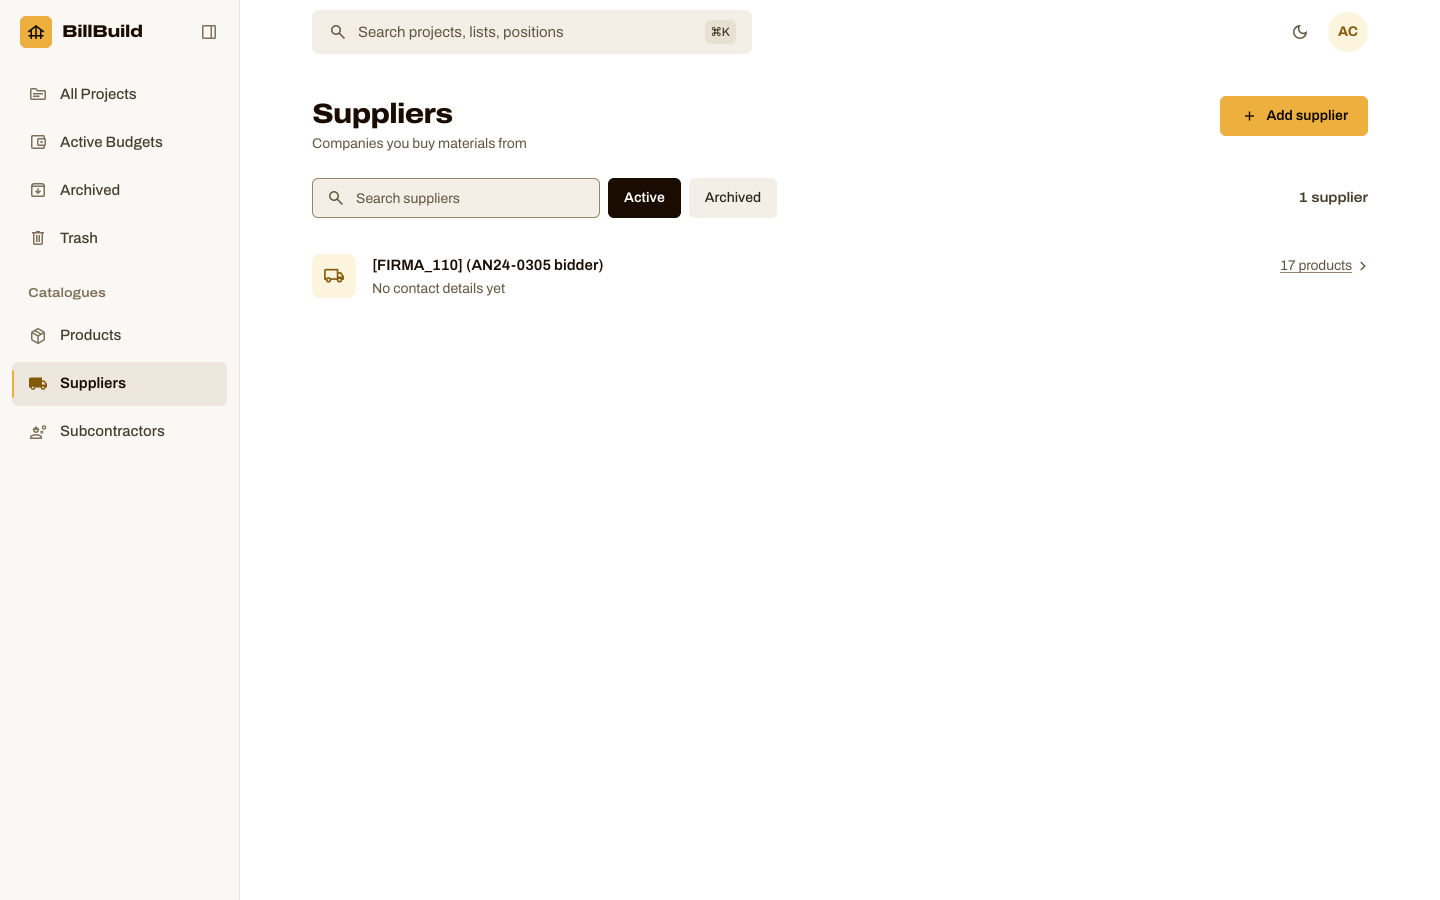 BillBuild
Search projects, lists, positions
⌘K
AC
All Projects
Active Budgets
Archived
Trash
Catalogues
Products
Suppliers
Subcontractors
Suppliers
Companies you buy materials from
Add supplier
Search suppliers
Active
Archived
1 supplier
[FIRMA_110] (AN24-0305 bidder)
No contact details yet
17 products